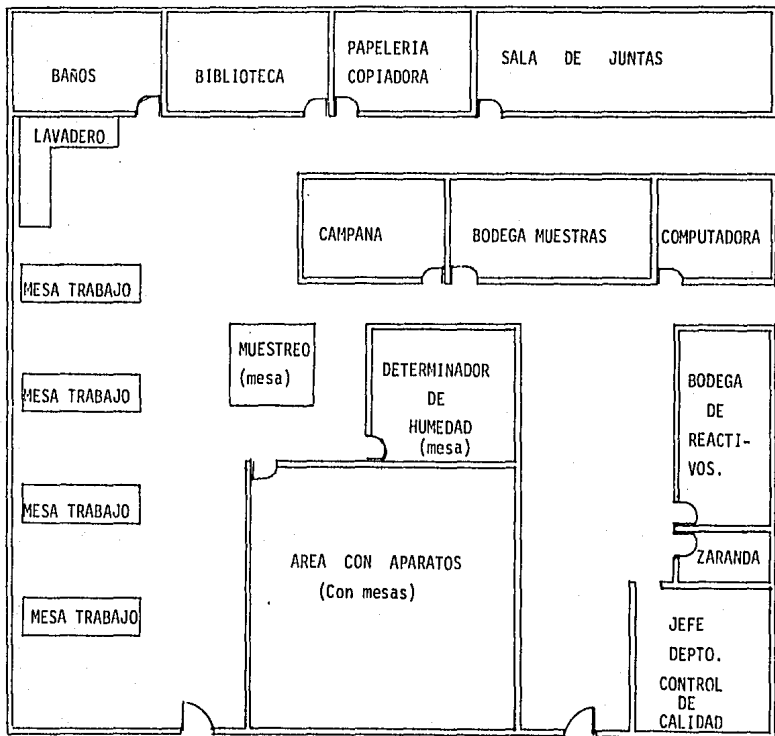 BAÑOS
BIBLIOTECA
PAPELERIA
COPIADORA
SALA DE JUNTAS
LAVADERO
CAMPANA
BODEGA MUESTRAS
COMPUTADORA
MESA TRABAJO
MUESTREO
(mesa)
DETERMINADOR
DE
HUMEDAD
(mesa)
BODEGA
DE
REACTI-
VOS.
MESA TRABAJO
MESA TRABAJO
AREA CON APARATOS
(Con mesas)
ZARANDA
MESA TRABAJO
JEFE
DEPTO.
CONTROL
DE
CALIDAD